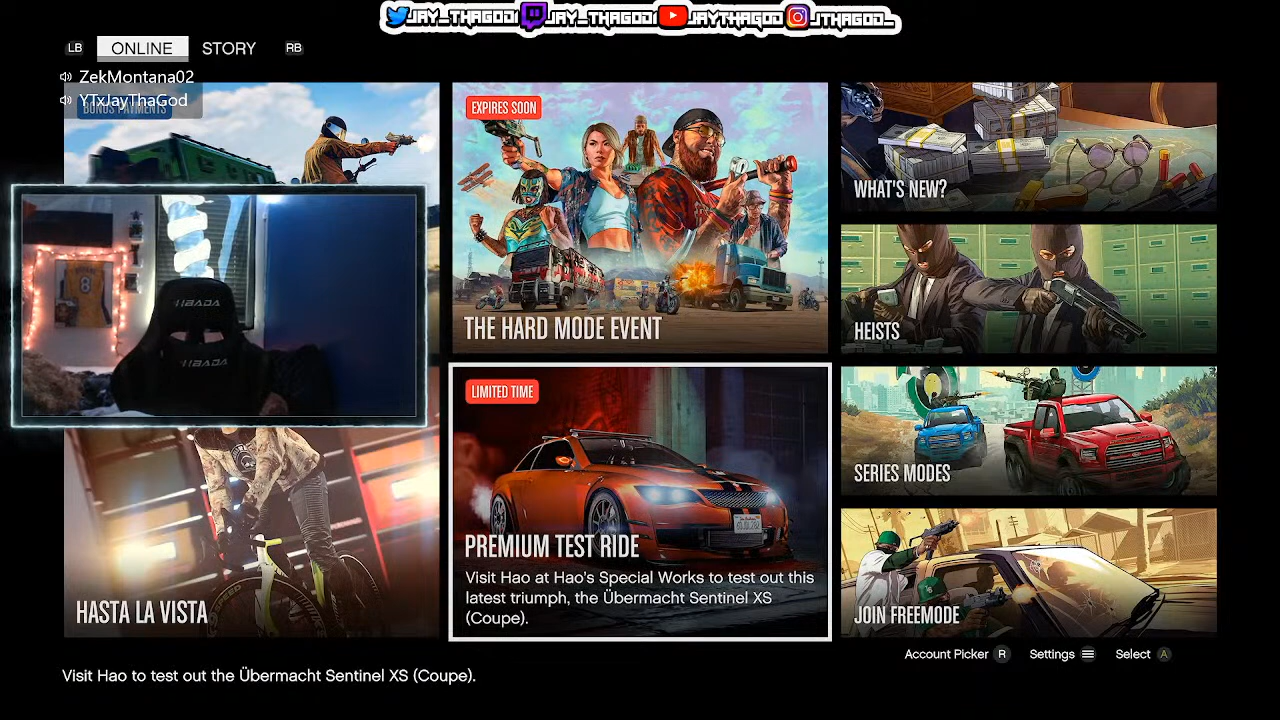 JAY_THAGOD JAY_THAGOD JAYTHAGOD JTHAGOD_
LB ONLINE STORY RB
ZekMontana02
YTxJayThaGod
BONUS PAYMENTS
EXPIRES SOON
THE HARD MODE EVENT
WHAT'S NEW?
HEISTS
8
HBADA
HBADA
LIMITED TIME
PREMIUM TEST RIDE
Visit Hao at Hao's Special Works to test out this
latest triumph, the Übermacht Sentinel XS
(Coupe).
HASTA LA VISTA
SERIES MODES
JOIN FREEMODE
Account Picker R Settings Select A
Visit Hao to test out the Übermacht Sentinel XS (Coupe).